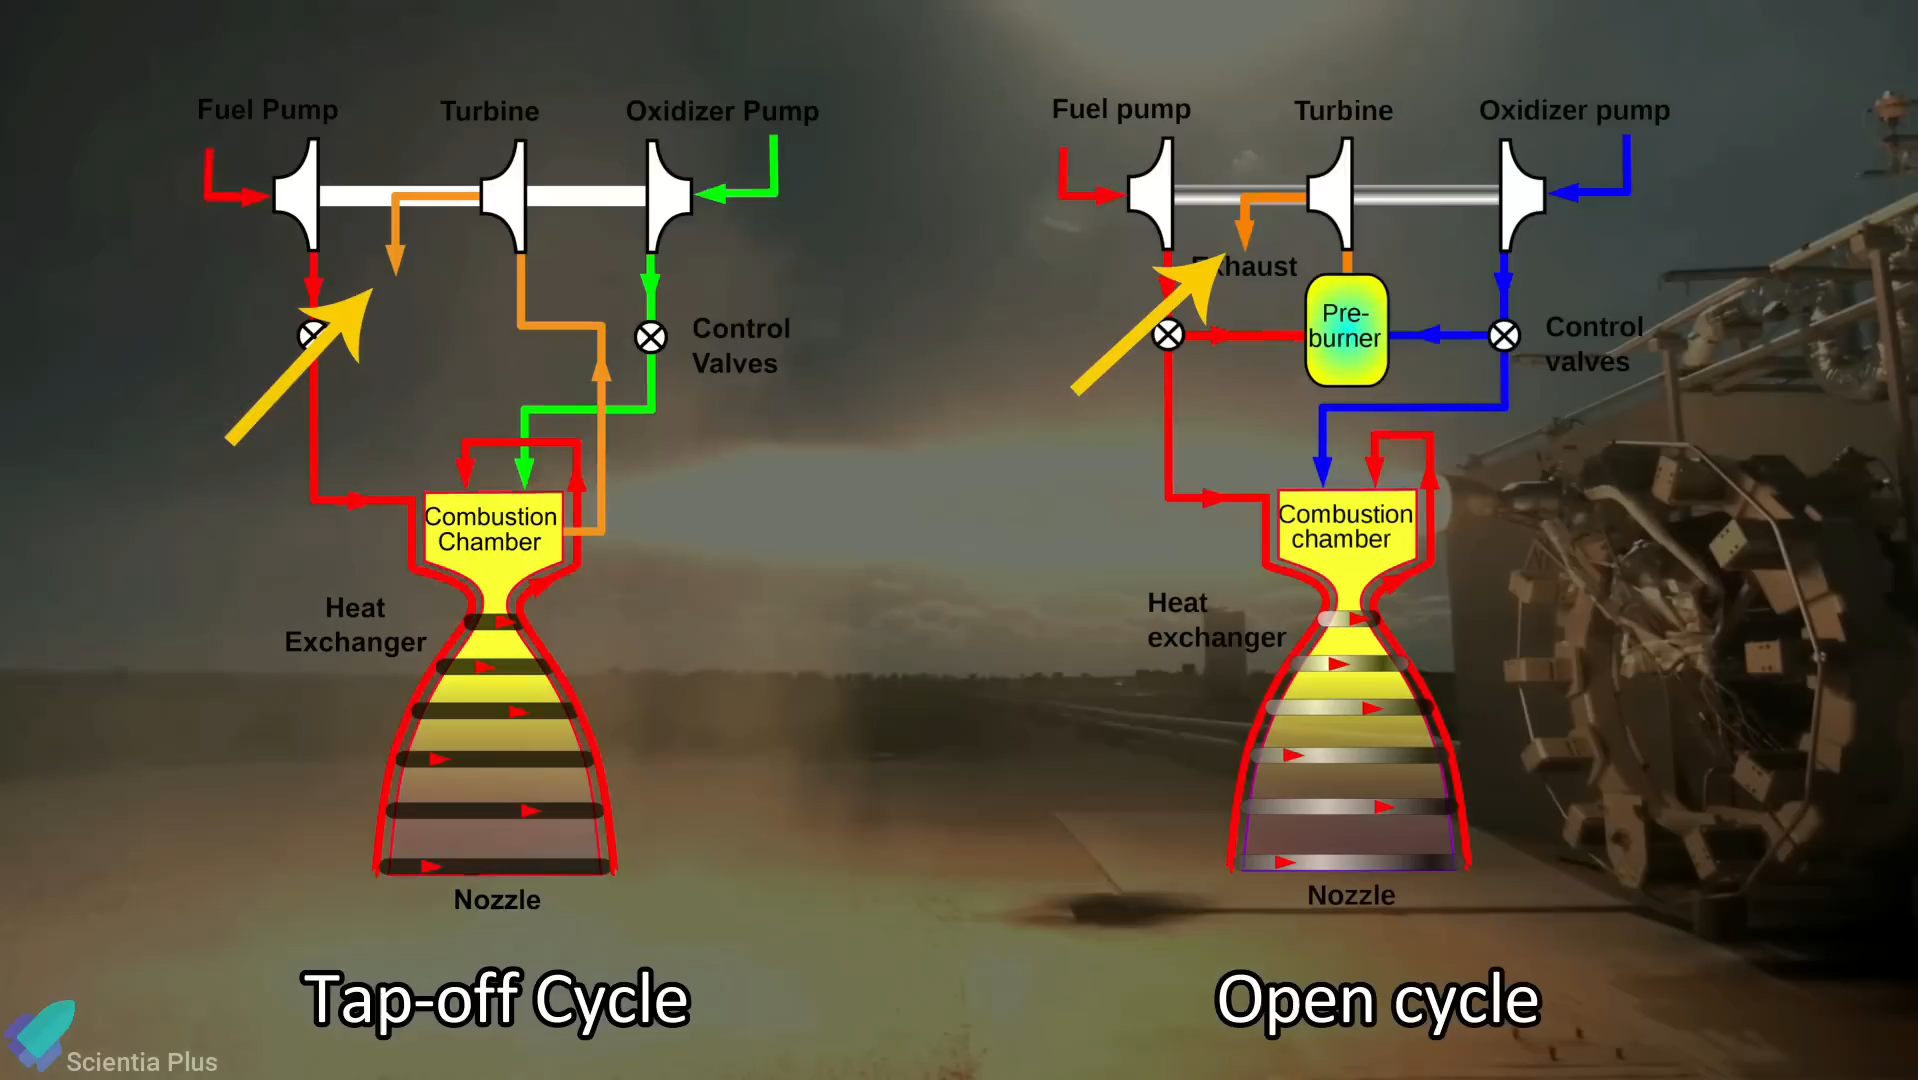 Fuel Pump
Turbine
Oxidizer Pump
Control
Valves
Combustion
Chamber
Heat
Exchanger
Nozzle
Tap-off Cycle
Fuel pump
Turbine
Oxidizer pump
Exhaust
Pre-
burner
Control
valves
Combustion
chamber
Heat
exchanger
Nozzle
Open cycle
Scientia Plus